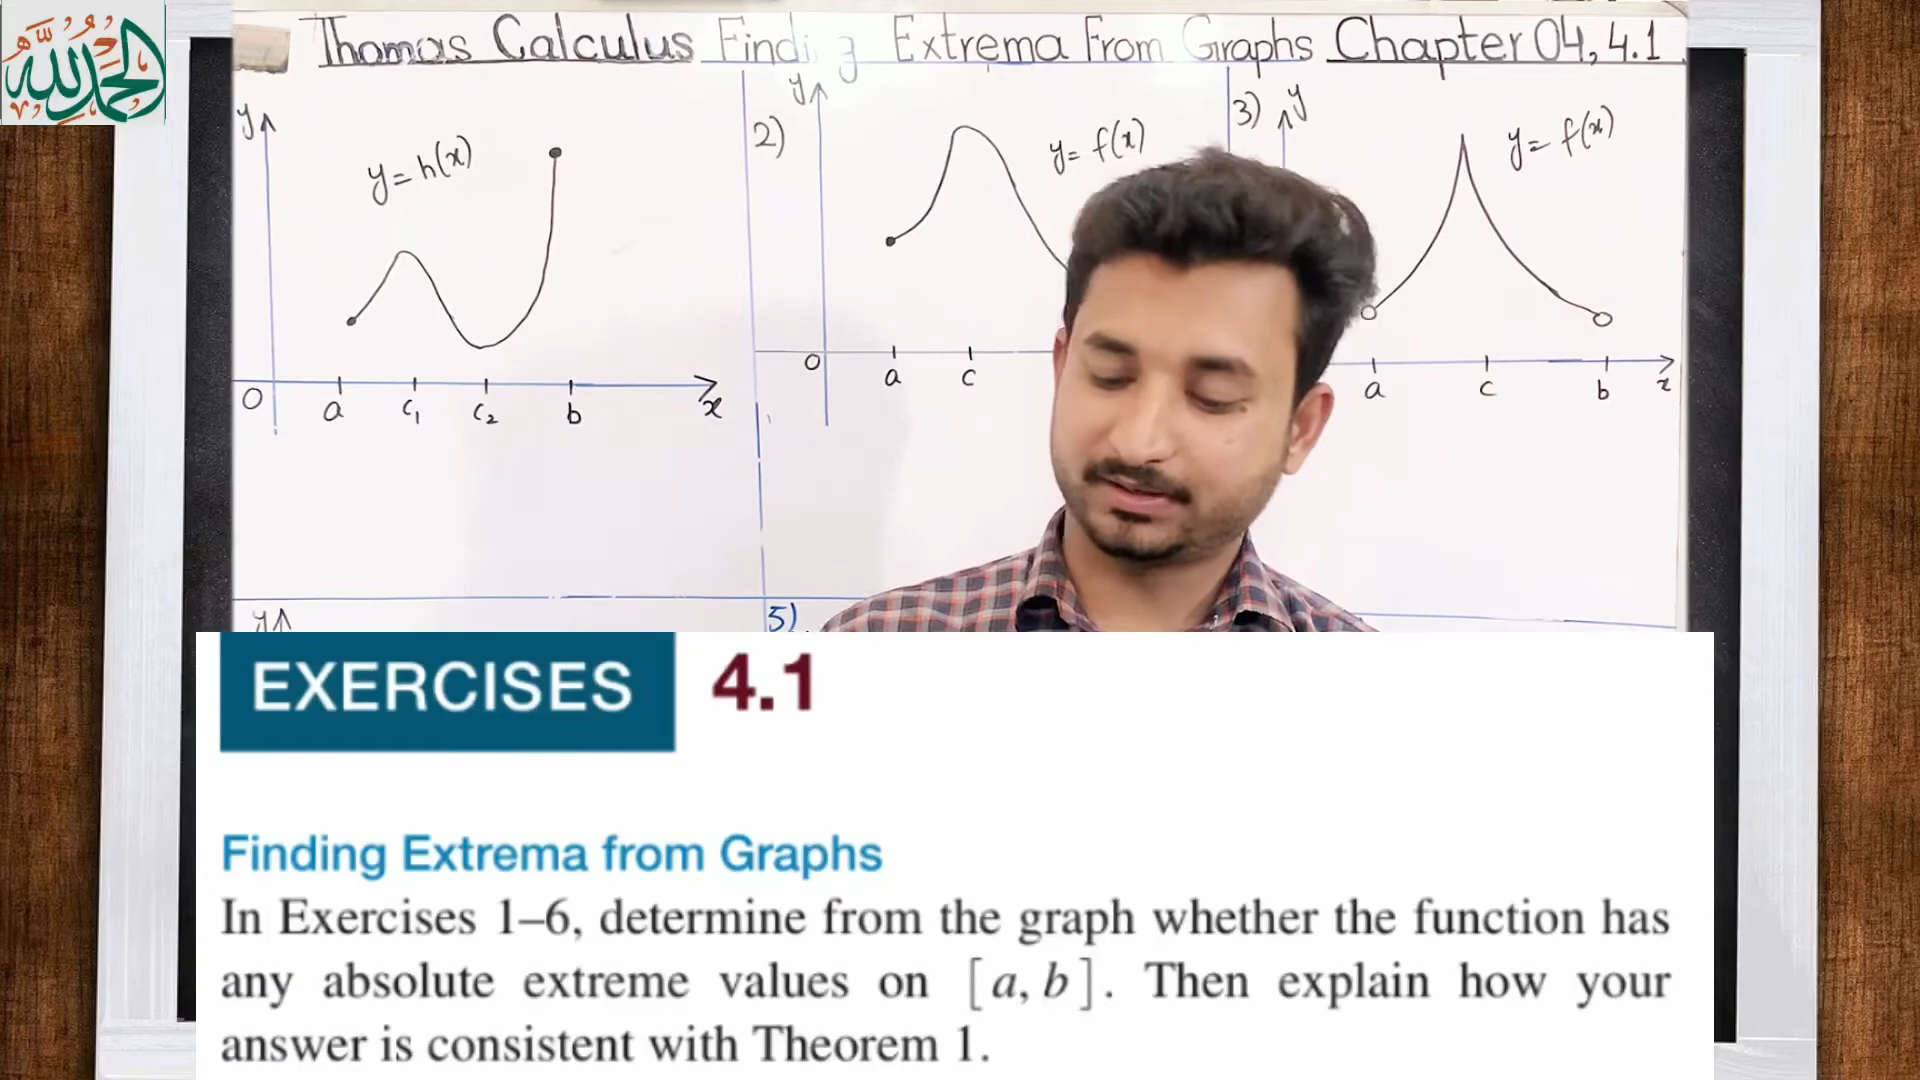 الحمد لله
Thomas Calculus Finding Extrema From Graphs Chapter 04, 4.1
y
y = h(x)
0 a c₁ c₂ b x
2) y
y = f(x)
0 a c
3) y
y = f(x)
a c b x
y
5)
EXERCISES 4.1
Finding Extrema from Graphs
In Exercises 1–6, determine from the graph whether the function has
any absolute extreme values on [a, b]. Then explain how your
answer is consistent with Theorem 1.